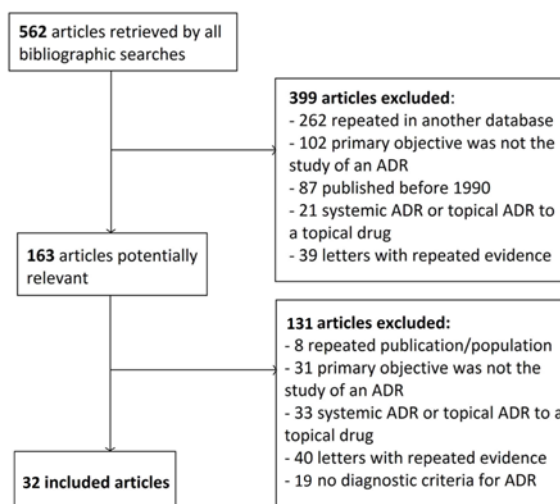 562 articles retrieved by all
bibliographic searches
399 articles excluded:
- 262 repeated in another database
- 102 primary objective was not the
study of an ADR
- 87 published before 1990
- 21 systemic ADR or topical ADR to
a topical drug
- 39 letters with repeated evidence
163 articles potentially
relevant
131 articles excluded:
- 8 repeated publication/population
- 31 primary objective was not the
study of an ADR
- 33 systemic ADR or topical ADR to a
topical drug
- 40 letters with repeated evidence
- 19 no diagnostic criteria for ADR
32 included articles